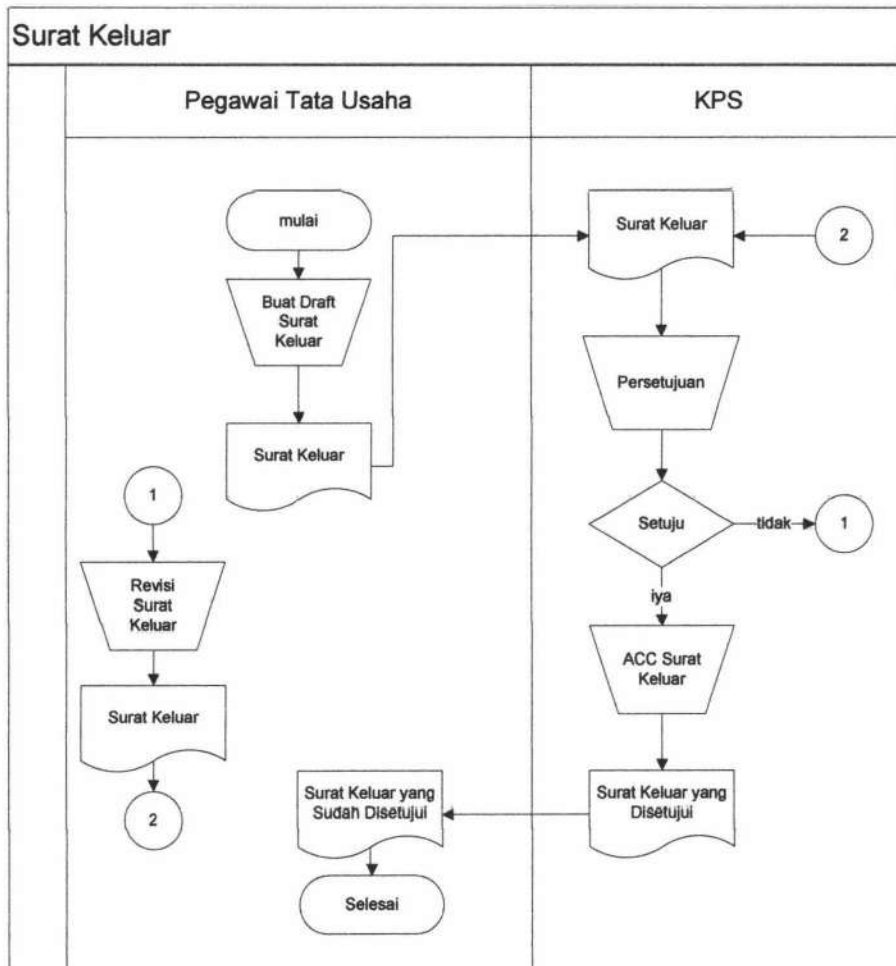 Surat Keluar
Pegawai Tata Usaha
KPS
mulai
Buat Draft
Surat
Keluar
Surat Keluar
1
Revisi
Surat
Keluar
Surat Keluar
2
Surat Keluar
2
Persetujuan
Setuju
tidak
1
iya
ACC Surat
Keluar
Surat Keluar yang
Disetujui
Surat Keluar yang
Sudah Disetujui
Selesai